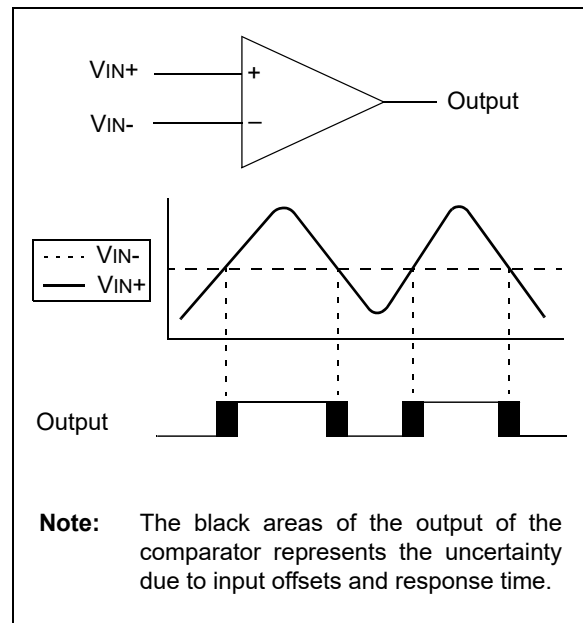 VIN+
+
Output
VIN-
–
VIN-
VIN+
Output
Note: The black areas of the output of the
comparator represents the uncertainty
due to input offsets and response time.